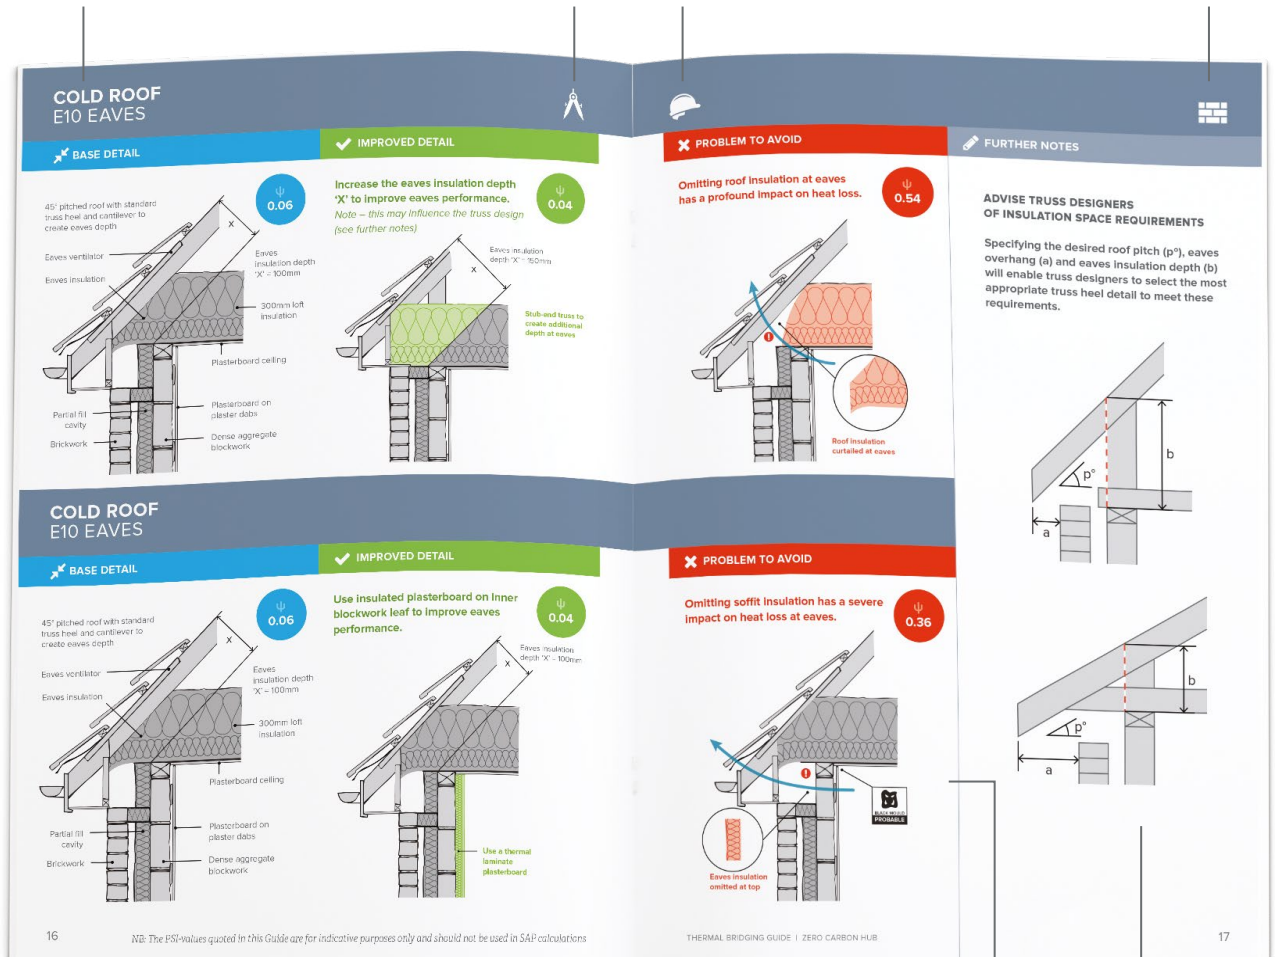 COLD ROOF
E10 EAVES
BASE DETAIL
IMPROVED DETAIL
45° pitched roof with standard
truss heel and cantilever to
create eaves depth
ψ
0.06
Eaves ventilator
Eaves insulation
X
Eaves
insulation depth
'X' = 100mm
300mm loft
insulation
Plasterboard ceiling
Partial fill
cavity
Brickwork
Plasterboard on
plaster dabs
Dense aggregate
blockwork
Increase the eaves insulation depth
'X' to improve eaves performance.
Note – this may influence the truss design
(see further notes)
ψ
0.04
X
Eaves insulation
depth 'X' = 150mm
Stub-end truss to
create additional
depth at eaves
PROBLEM TO AVOID
Omitting roof insulation at eaves
has a profound impact on heat loss.
ψ
0.54
!
Roof insulation
curtailed at eaves
FURTHER NOTES
ADVISE TRUSS DESIGNERS
OF INSULATION SPACE REQUIREMENTS
Specifying the desired roof pitch (p°), eaves
overhang (a) and eaves insulation depth (b)
will enable truss designers to select the most
appropriate truss heel detail to meet these
requirements.
b
p°
a
b
p°
a
COLD ROOF
E10 EAVES
BASE DETAIL
IMPROVED DETAIL
45° pitched roof with standard
truss heel and cantilever to
create eaves depth
ψ
0.06
Eaves ventilator
Eaves insulation
X
Eaves
insulation depth
'X' = 100mm
300mm loft
insulation
Plasterboard ceiling
Partial fill
cavity
Brickwork
Plasterboard on
plaster dabs
Dense aggregate
blockwork
Use insulated plasterboard on inner
blockwork leaf to improve eaves
performance.
ψ
0.04
X
Eaves insulation
depth 'X' = 100mm
Use a thermal
laminate
plasterboard
PROBLEM TO AVOID
Omitting soffit insulation has a severe
impact on heat loss at eaves.
ψ
0.36
!
BLACK MOULD
PROBABLE
Eaves insulation
omitted at top
16
NB: The PSI-values quoted in this Guide are for indicative purposes only and should not be used in SAP calculations
THERMAL BRIDGING GUIDE | ZERO CARBON HUB
17